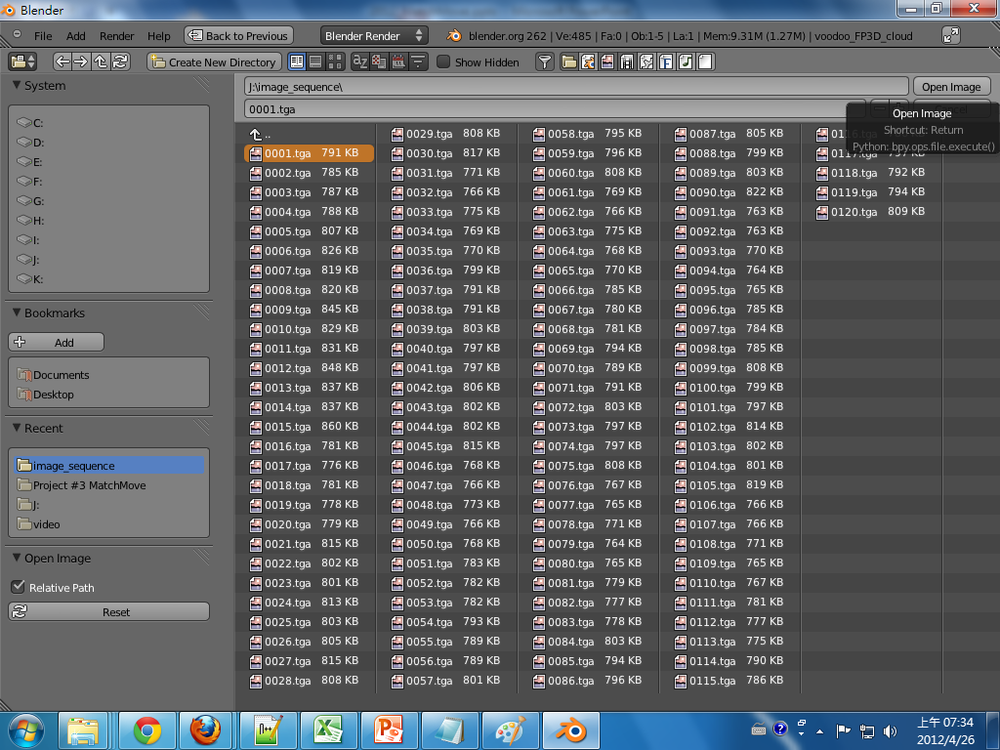 Blender
File Add Render Help Back to Previous Blender Render blender.org 262 | Ve:485 | Fa:0 | Ob:1-5 | La:1 | Mem:9.31M (1.27M) | voodoo_FP3D_cloud
Create New Directory Show Hidden
System
C:
D:
E:
F:
G:
H:
I:
J:
K:
Bookmarks
Add
Documents
Desktop
Recent
image_sequence
Project #3 MatchMove
J:
video
Open Image
Relative Path
Reset
J:\image_sequence\ Open Image
0001.tga
Open Image
Shortcut: Return
Python: bpy.ops.file.execute()
..
0001.tga 791 KB
0002.tga 785 KB
0003.tga 787 KB
0004.tga 788 KB
0005.tga 807 KB
0006.tga 826 KB
0007.tga 819 KB
0008.tga 820 KB
0009.tga 845 KB
0010.tga 829 KB
0011.tga 831 KB
0012.tga 848 KB
0013.tga 837 KB
0014.tga 837 KB
0015.tga 860 KB
0016.tga 781 KB
0017.tga 776 KB
0018.tga 781 KB
0019.tga 778 KB
0020.tga 779 KB
0021.tga 815 KB
0022.tga 802 KB
0023.tga 801 KB
0024.tga 813 KB
0025.tga 803 KB
0026.tga 805 KB
0027.tga 815 KB
0028.tga 808 KB
0029.tga 808 KB
0030.tga 817 KB
0031.tga 771 KB
0032.tga 766 KB
0033.tga 775 KB
0034.tga 769 KB
0035.tga 770 KB
0036.tga 799 KB
0037.tga 791 KB
0038.tga 791 KB
0039.tga 803 KB
0040.tga 797 KB
0041.tga 797 KB
0042.tga 806 KB
0043.tga 802 KB
0044.tga 802 KB
0045.tga 815 KB
0046.tga 768 KB
0047.tga 766 KB
0048.tga 773 KB
0049.tga 766 KB
0050.tga 768 KB
0051.tga 783 KB
0052.tga 782 KB
0053.tga 782 KB
0054.tga 793 KB
0055.tga 789 KB
0056.tga 789 KB
0057.tga 801 KB
0058.tga 795 KB
0059.tga 796 KB
0060.tga 808 KB
0061.tga 769 KB
0062.tga 766 KB
0063.tga 775 KB
0064.tga 768 KB
0065.tga 770 KB
0066.tga 785 KB
0067.tga 780 KB
0068.tga 781 KB
0069.tga 794 KB
0070.tga 789 KB
0071.tga 791 KB
0072.tga 803 KB
0073.tga 797 KB
0074.tga 797 KB
0075.tga 808 KB
0076.tga 767 KB
0077.tga 765 KB
0078.tga 771 KB
0079.tga 764 KB
0080.tga 765 KB
0081.tga 779 KB
0082.tga 777 KB
0083.tga 778 KB
0084.tga 803 KB
0085.tga 794 KB
0086.tga 796 KB
0087.tga 805 KB
0088.tga 799 KB
0089.tga 803 KB
0090.tga 822 KB
0091.tga 763 KB
0092.tga 763 KB
0093.tga 770 KB
0094.tga 764 KB
0095.tga 765 KB
0096.tga 785 KB
0097.tga 784 KB
0098.tga 785 KB
0099.tga 808 KB
0100.tga 799 KB
0101.tga 797 KB
0102.tga 814 KB
0103.tga 802 KB
0104.tga 801 KB
0105.tga 819 KB
0106.tga 766 KB
0107.tga 766 KB
0108.tga 771 KB
0109.tga 765 KB
0110.tga 767 KB
0111.tga 781 KB
0112.tga 777 KB
0113.tga 775 KB
0114.tga 790 KB
0115.tga 786 KB
0117.tga 797 KB
0118.tga 792 KB
0119.tga 794 KB
0120.tga 809 KB
上午 07:34
2012/4/26